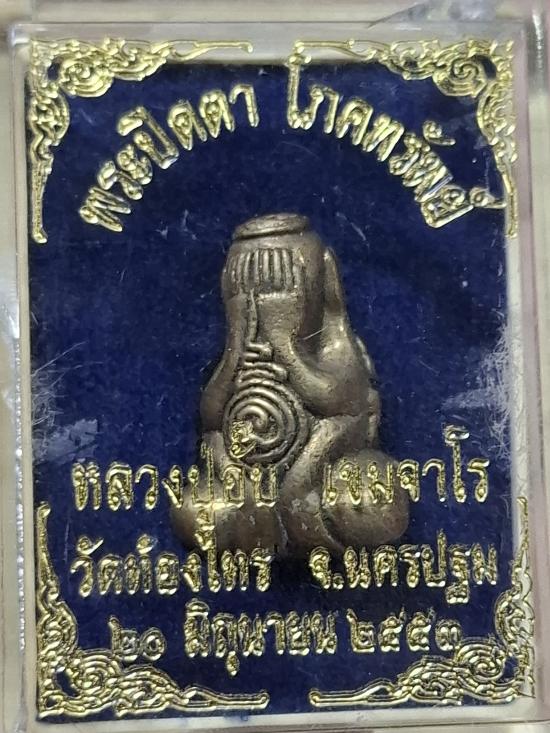 พระปิดตา โภคทรัพย์
หลวงปู่อั๊บ เขมจาโร
วัดท้องไทร จ.นครปฐม
๒๐ มิถุนายน ๒๕๕๓